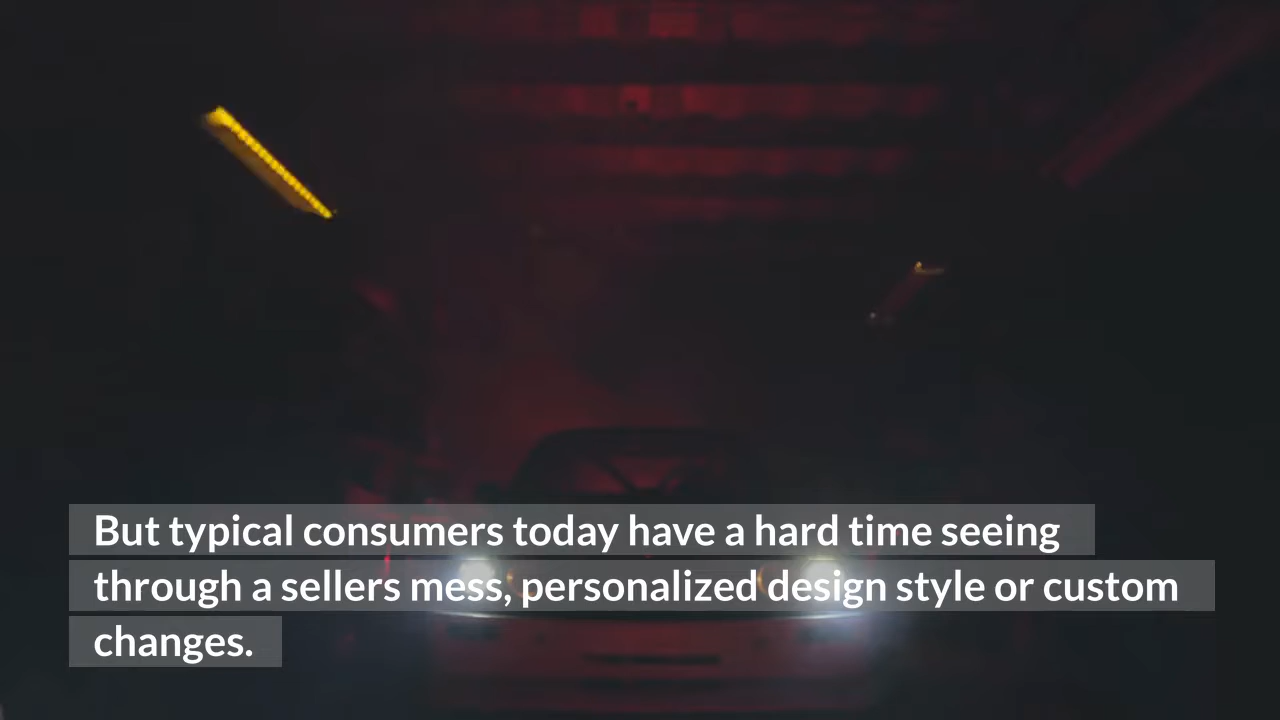 But typical consumers today have a hard time seeing
through a sellers mess, personalized design style or custom
changes.